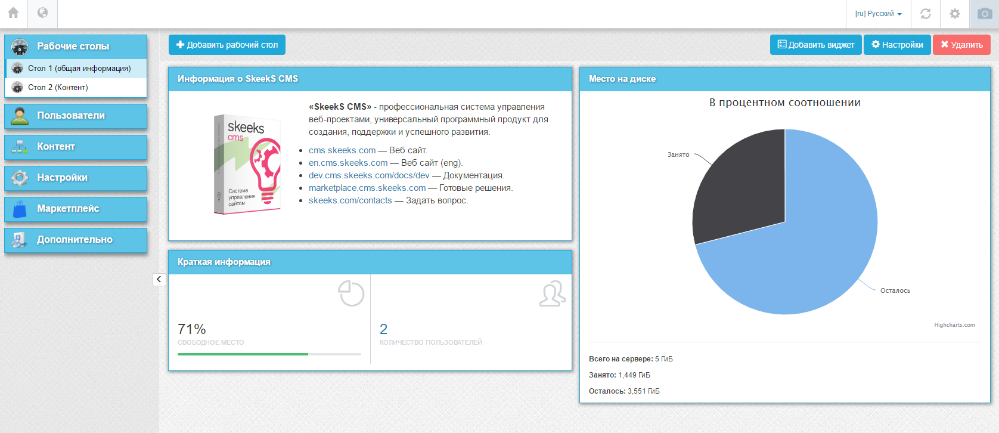 [ru] Русский
Рабочие столы
Стол 1 (общая информация)
Стол 2 (Контент)
Пользователи
Контент
Настройки
Маркетплейс
Дополнительно
Добавить рабочий стол
Добавить виджет
Настройки
Удалить
Информация о SkeekS CMS
skeeks
cms
Система
управления
сайтом
«SkeekS CMS» - профессиональная система управления
веб-проектами, универсальный программный продукт для
создания, поддержки и успешного развития.
cms.skeeks.com — Веб сайт.
en.cms.skeeks.com — Веб сайт (eng).
dev.cms.skeeks.com/docs/dev — Документация.
marketplace.cms.skeeks.com — Готовые решения.
skeeks.com/contacts — Задать вопрос.
Краткая информация
71%
СВОБОДНОЕ МЕСТО
2
КОЛИЧЕСТВО ПОЛЬЗОВАТЕЛЕЙ
Место на диске
В процентном соотношении
Занято
Осталось
Highcharts.com
Всего на сервере: 5 ГиБ
Занято: 1,449 ГиБ
Осталось: 3,551 ГиБ